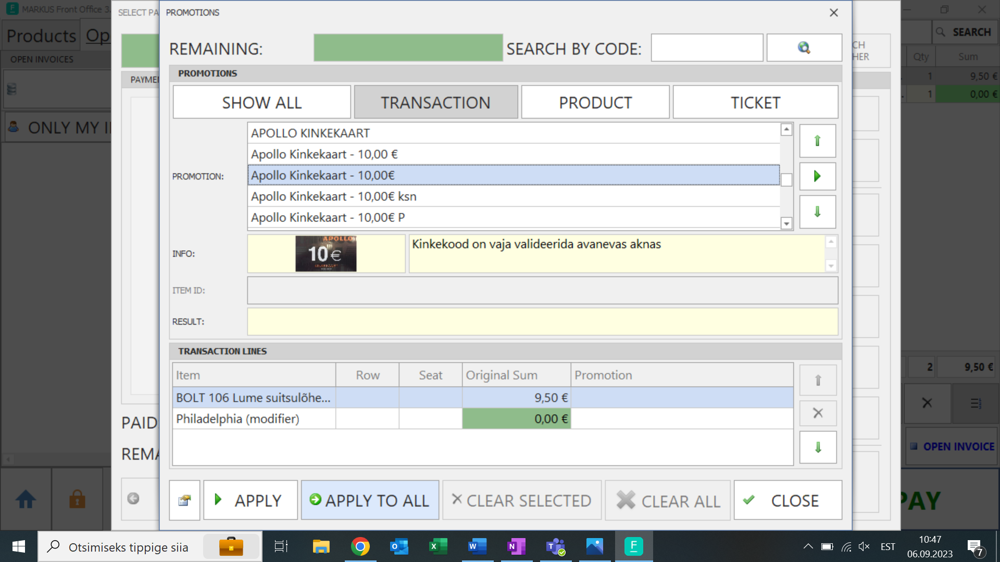 MARKUS Front Office 3.
SELECT PA
PROMOTIONS
Products
Op
SEARCH
REMAINING:
SEARCH BY CODE:
CH
HER
OPEN INVOICES
Qty
Sum
PAYMEN
PROMOTIONS
1
9,50 €
1
0,00 €
SHOW ALL
TRANSACTION
PRODUCT
TICKET
ONLY MY I
APOLLO KINKEKAART
Apollo Kinkekaart - 10,00 €
PROMOTION:
Apollo Kinkekaart - 10,00€
Apollo Kinkekaart - 10,00€ ksn
Apollo Kinkekaart - 10,00€ P
INFO:
APOLLO
10€
KINKEKAART
Kinkekood on vaja valideerida avanevas aknas
ITEM ID:
RESULT:
TRANSACTION LINES
Item
Row
Seat
Original Sum
Promotion
BOLT 106 Lume suitsulõhe...
9,50 €
Philadelphia (modifier)
0,00 €
2
9,50 €
PAID
REMA
OPEN INVOICE
APPLY
APPLY TO ALL
CLEAR SELECTED
CLEAR ALL
CLOSE
PAY
Otsimiseks tippige siia
EST
10:47
06.09.2023
7